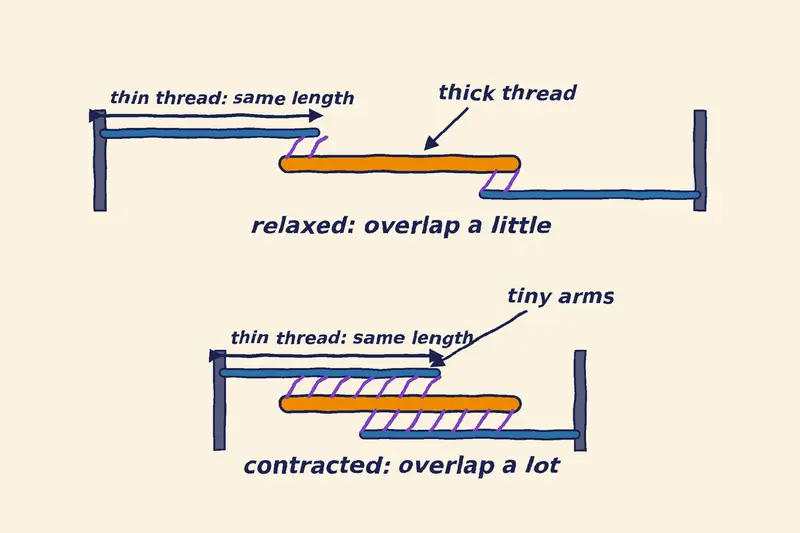 thin thread: same length
thick thread
relaxed: overlap a little
tiny arms
thin thread: same length
contracted: overlap a lot